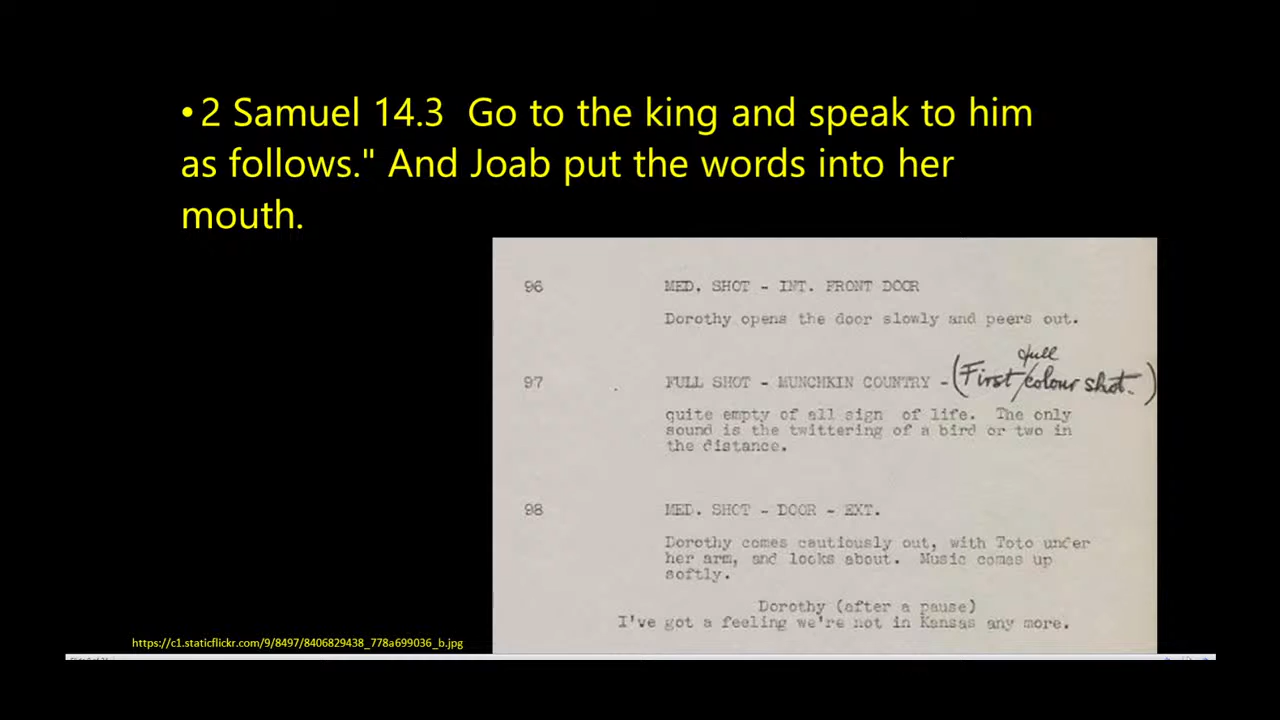 • 2 Samuel 14.3 Go to the king and speak to him
as follows." And Joab put the words into her
mouth.
96 MED. SHOT - INT. FRONT DOOR
Dorothy opens the door slowly and peers out.
full
97 FULL SHOT - MUNCHKIN COUNTRY - (First/colour shot.)
quite empty of all sign of life. The only
sound is the twittering of a bird or two in
the distance.
98 MED. SHOT - DOOR - EXT.
Dorothy comes cautiously out, with Toto under
her arm, and looks about. Music comes up
softly.
Dorothy (after a pause)
I've got a feeling we're not in Kansas any more.
https://c1.staticflickr.com/9/8497/8406829438_778a699036_b.jpg